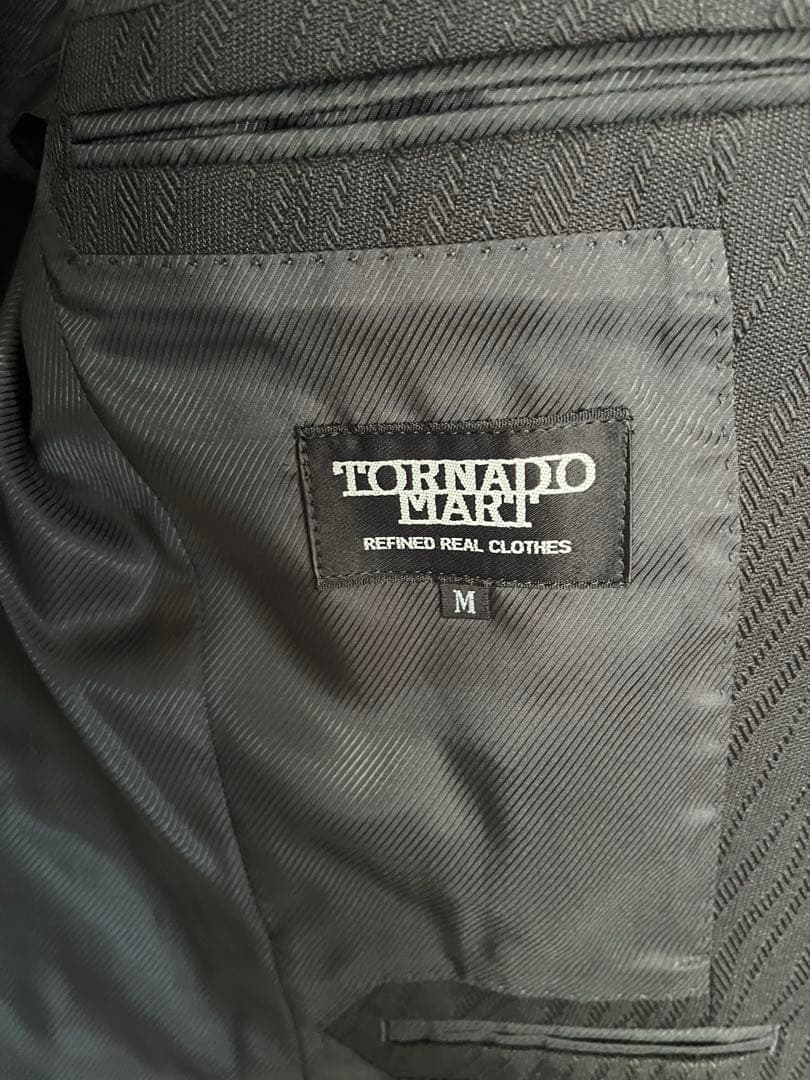 TORNADO
MART
REFINED REAL CLOTHES
M